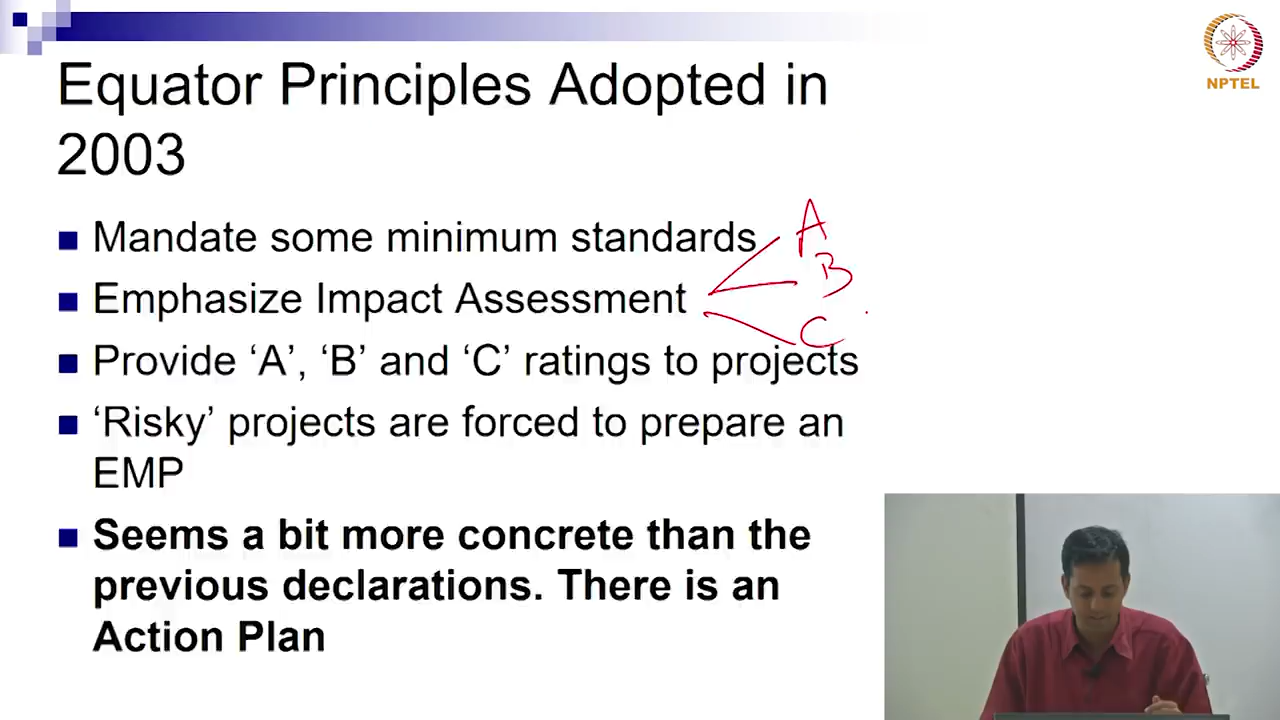 NPTEL
Equator Principles Adopted in
2003
■ Mandate some minimum standards
A
B
■ Emphasize Impact Assessment
C
■ Provide ‘A’, ‘B’ and ‘C’ ratings to projects
■ ‘Risky’ projects are forced to prepare an
EMP
■ Seems a bit more concrete than the
previous declarations. There is an
Action Plan